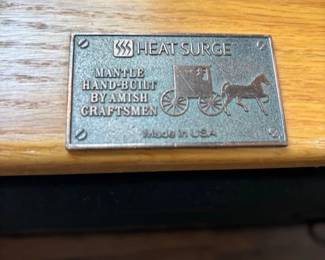 HEAT SURGE
MANTLE
HAND-BUILT
BY AMISH
CRAFTSMEN
Made in USA